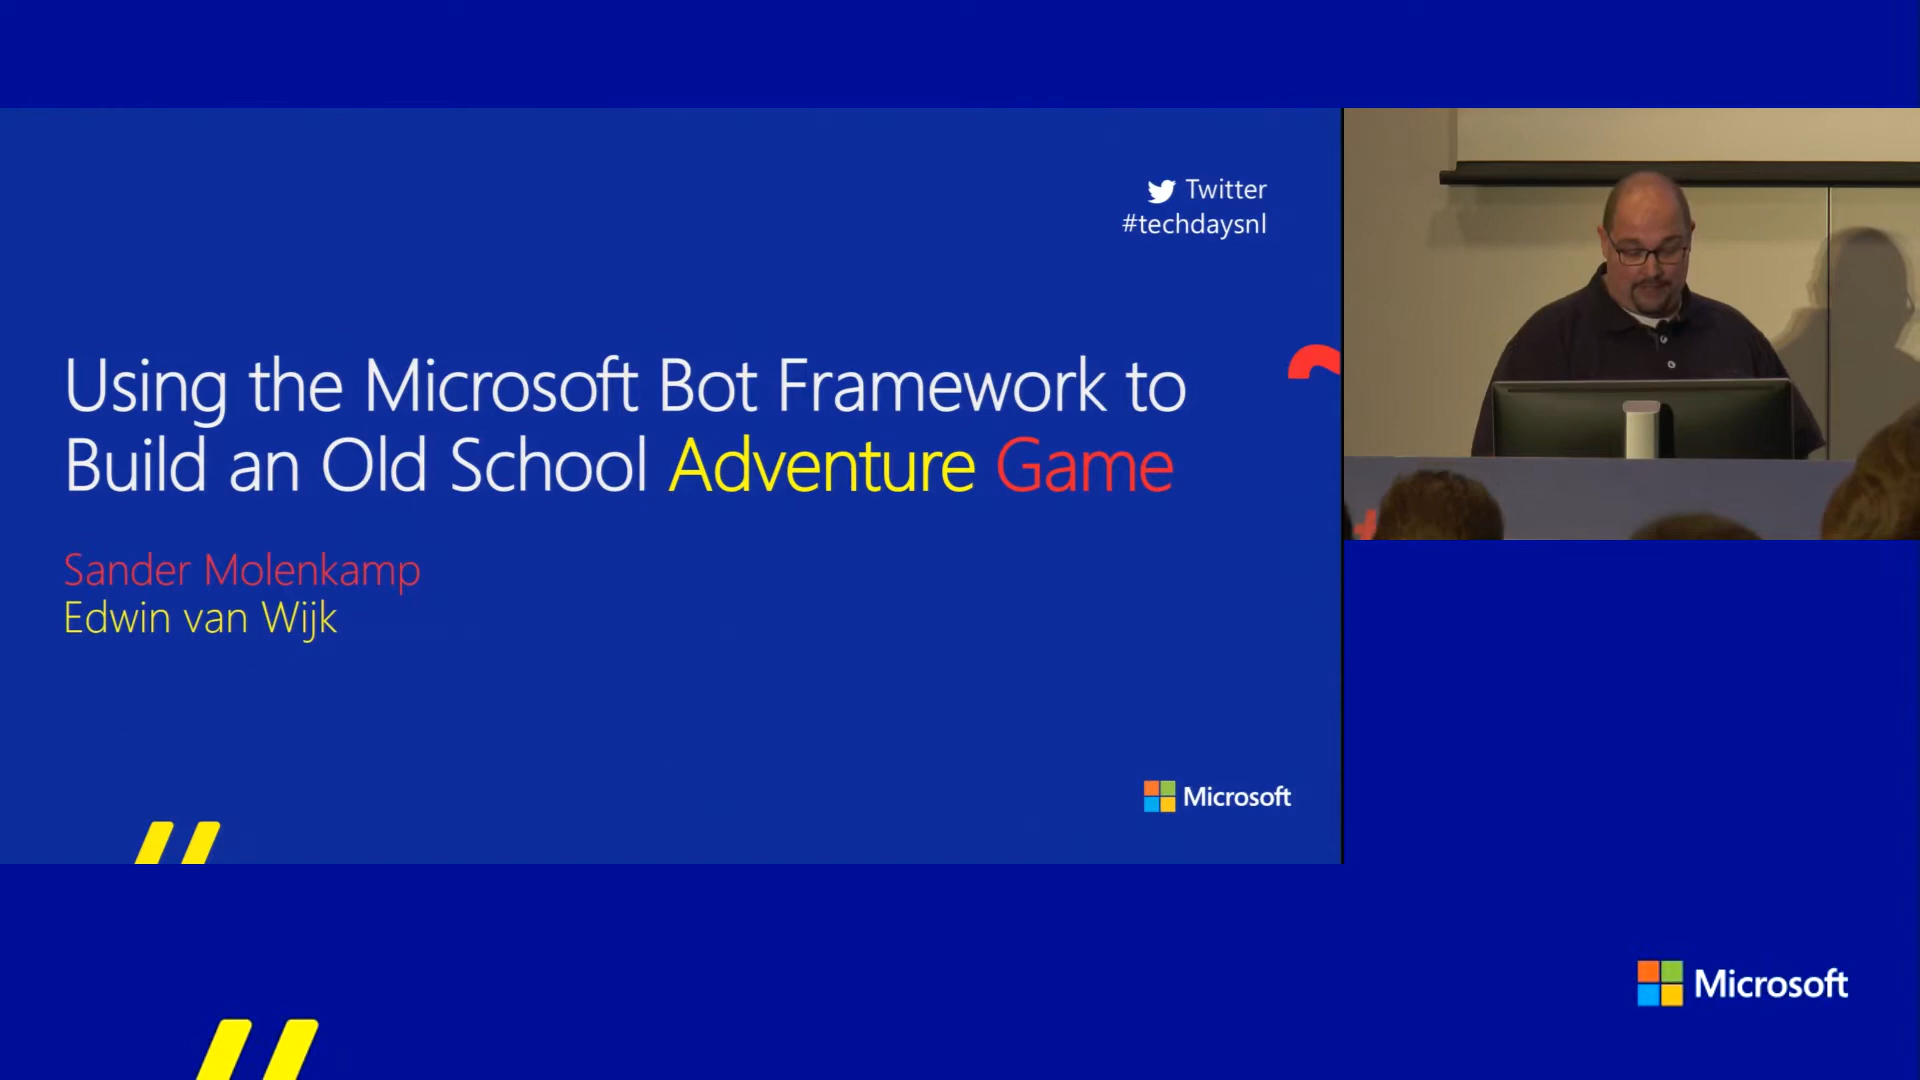 Twitter
#techdaysnl
Using the Microsoft Bot Framework to
Build an Old School Adventure Game
Sander Molenkamp
Edwin van Wijk
Microsoft
Microsoft